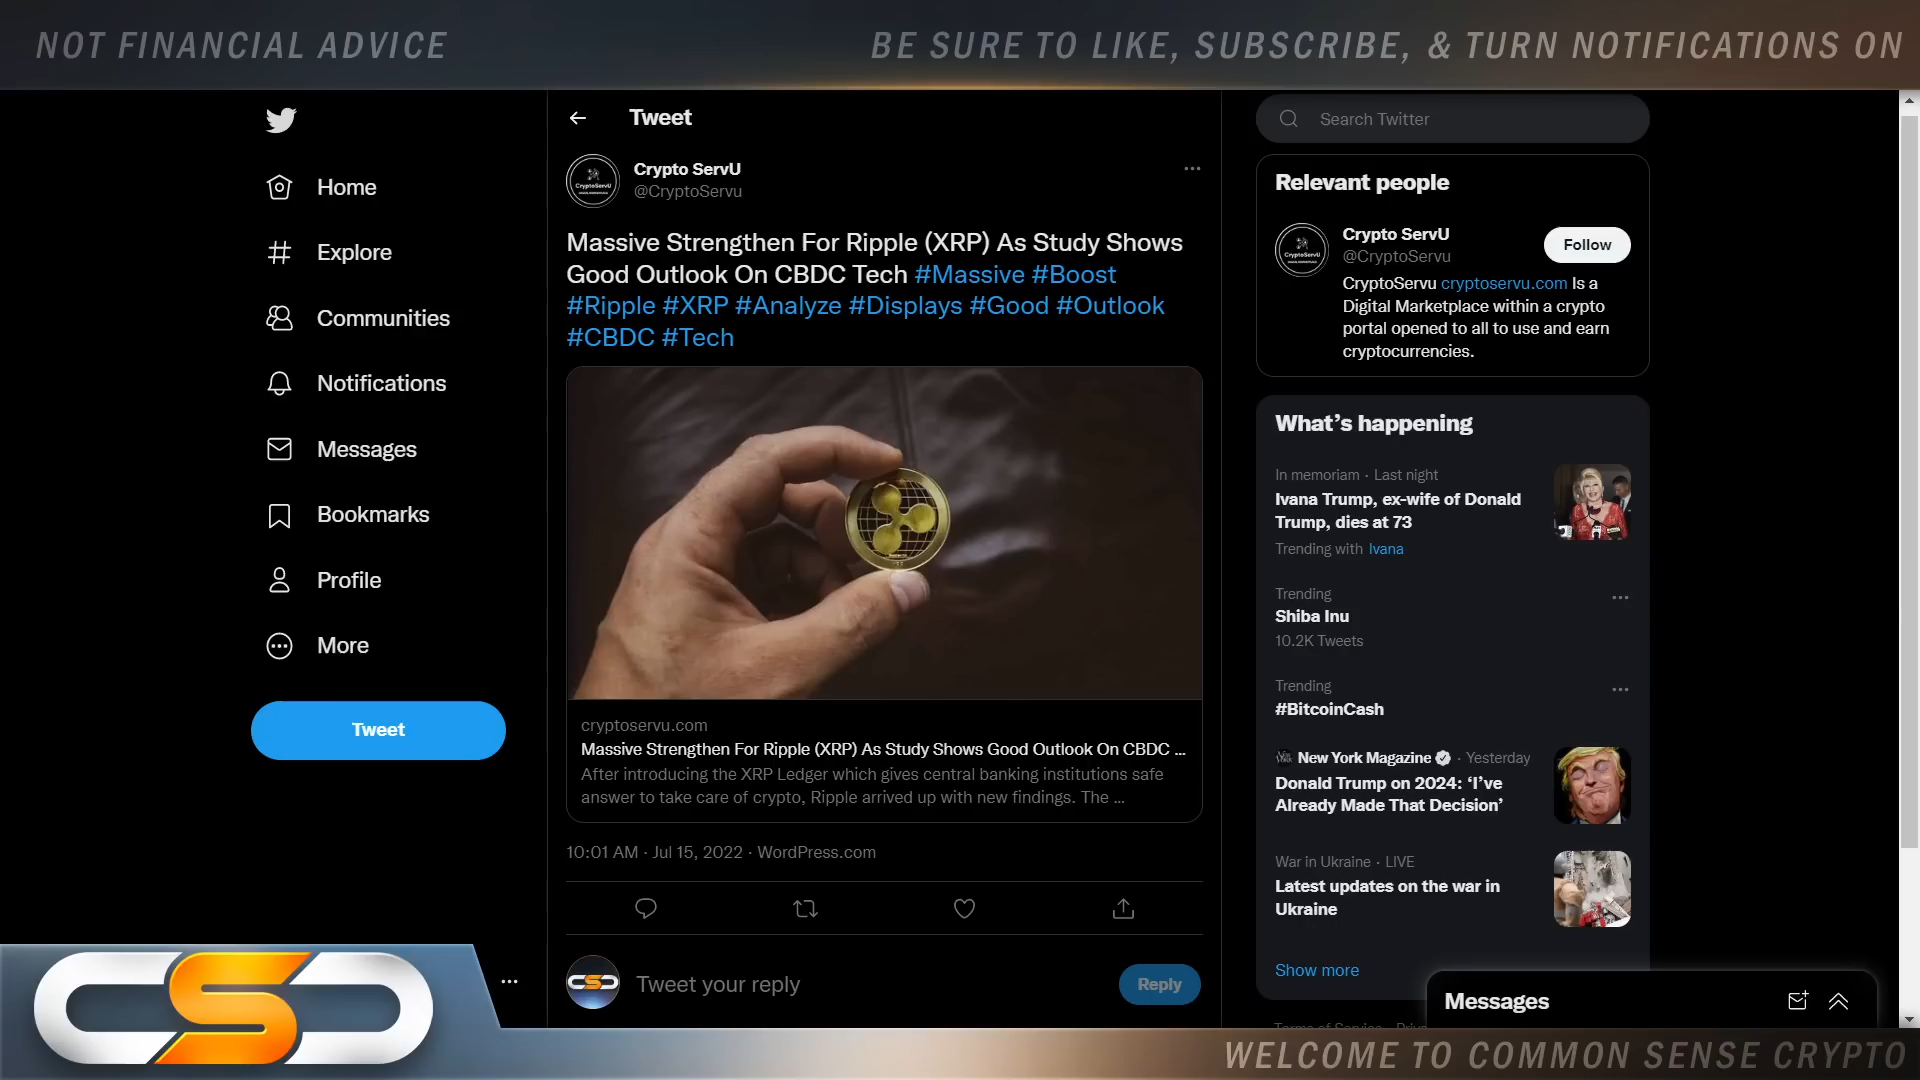 NOT FINANCIAL ADVICE
BE SURE TO LIKE, SUBSCRIBE, & TURN NOTIFICATIONS ON
Home
Explore
Communities
Notifications
Messages
Bookmarks
Profile
More
Tweet
Tweet
Crypto ServU
@CryptoServu
Massive Strengthen For Ripple (XRP) As Study Shows
Good Outlook On CBDC Tech #Massive #Boost
#Ripple #XRP #Analyze #Displays #Good #Outlook
#CBDC #Tech
cryptoservu.com
Massive Strengthen For Ripple (XRP) As Study Shows Good Outlook On CBDC ...
After introducing the XRP Ledger which gives central banking institutions safe
answer to take care of crypto, Ripple arrived up with new findings. The ...
10:01 AM · Jul 15, 2022 · WordPress.com
Tweet your reply
Reply
Search Twitter
Relevant people
Crypto ServU
@CryptoServu
Follow
CryptoServu cryptoservu.com Is a
Digital Marketplace within a crypto
portal opened to all to use and earn
cryptocurrencies.
What's happening
In memoriam · Last night
Ivana Trump, ex-wife of Donald
Trump, dies at 73
Trending with Ivana
Trending
Shiba Inu
10.2K Tweets
Trending
#BitcoinCash
New York Magazine · Yesterday
Donald Trump on 2024: 'I've
Already Made That Decision'
War in Ukraine · LIVE
Latest updates on the war in
Ukraine
Show more
Messages
CSC
WELCOME TO COMMON SENSE CRYPTO